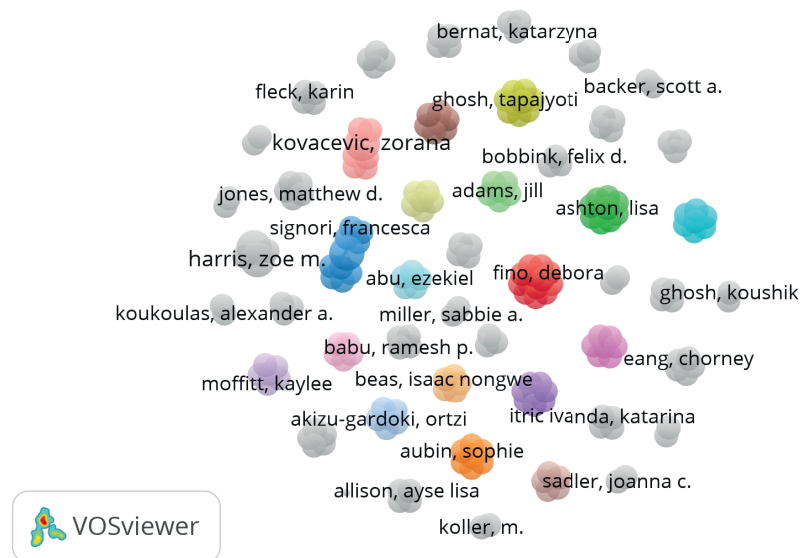 bernat, katarzyna
backer, scott a.
fleck, karin
ghosh, tapajyoti
kovacevic, zorana
bobbink, felix d.
jones, matthew d.
adams, jill
ashton, lisa
signori, francesca
harris, zoe m.
fino, debora
abu, ezekiel
ghosh, koushik
koukoulas, alexander a.
miller, sabbie a.
babu, ramesh p.
eang, chorney
moffitt, kaylee
beas, isaac nongwe
akizu-gardoki, ortzi
itric ivanda, katarina
aubin, sophie
sadler, joanna c.
allison, ayse lisa
koller, m.
VOSviewer